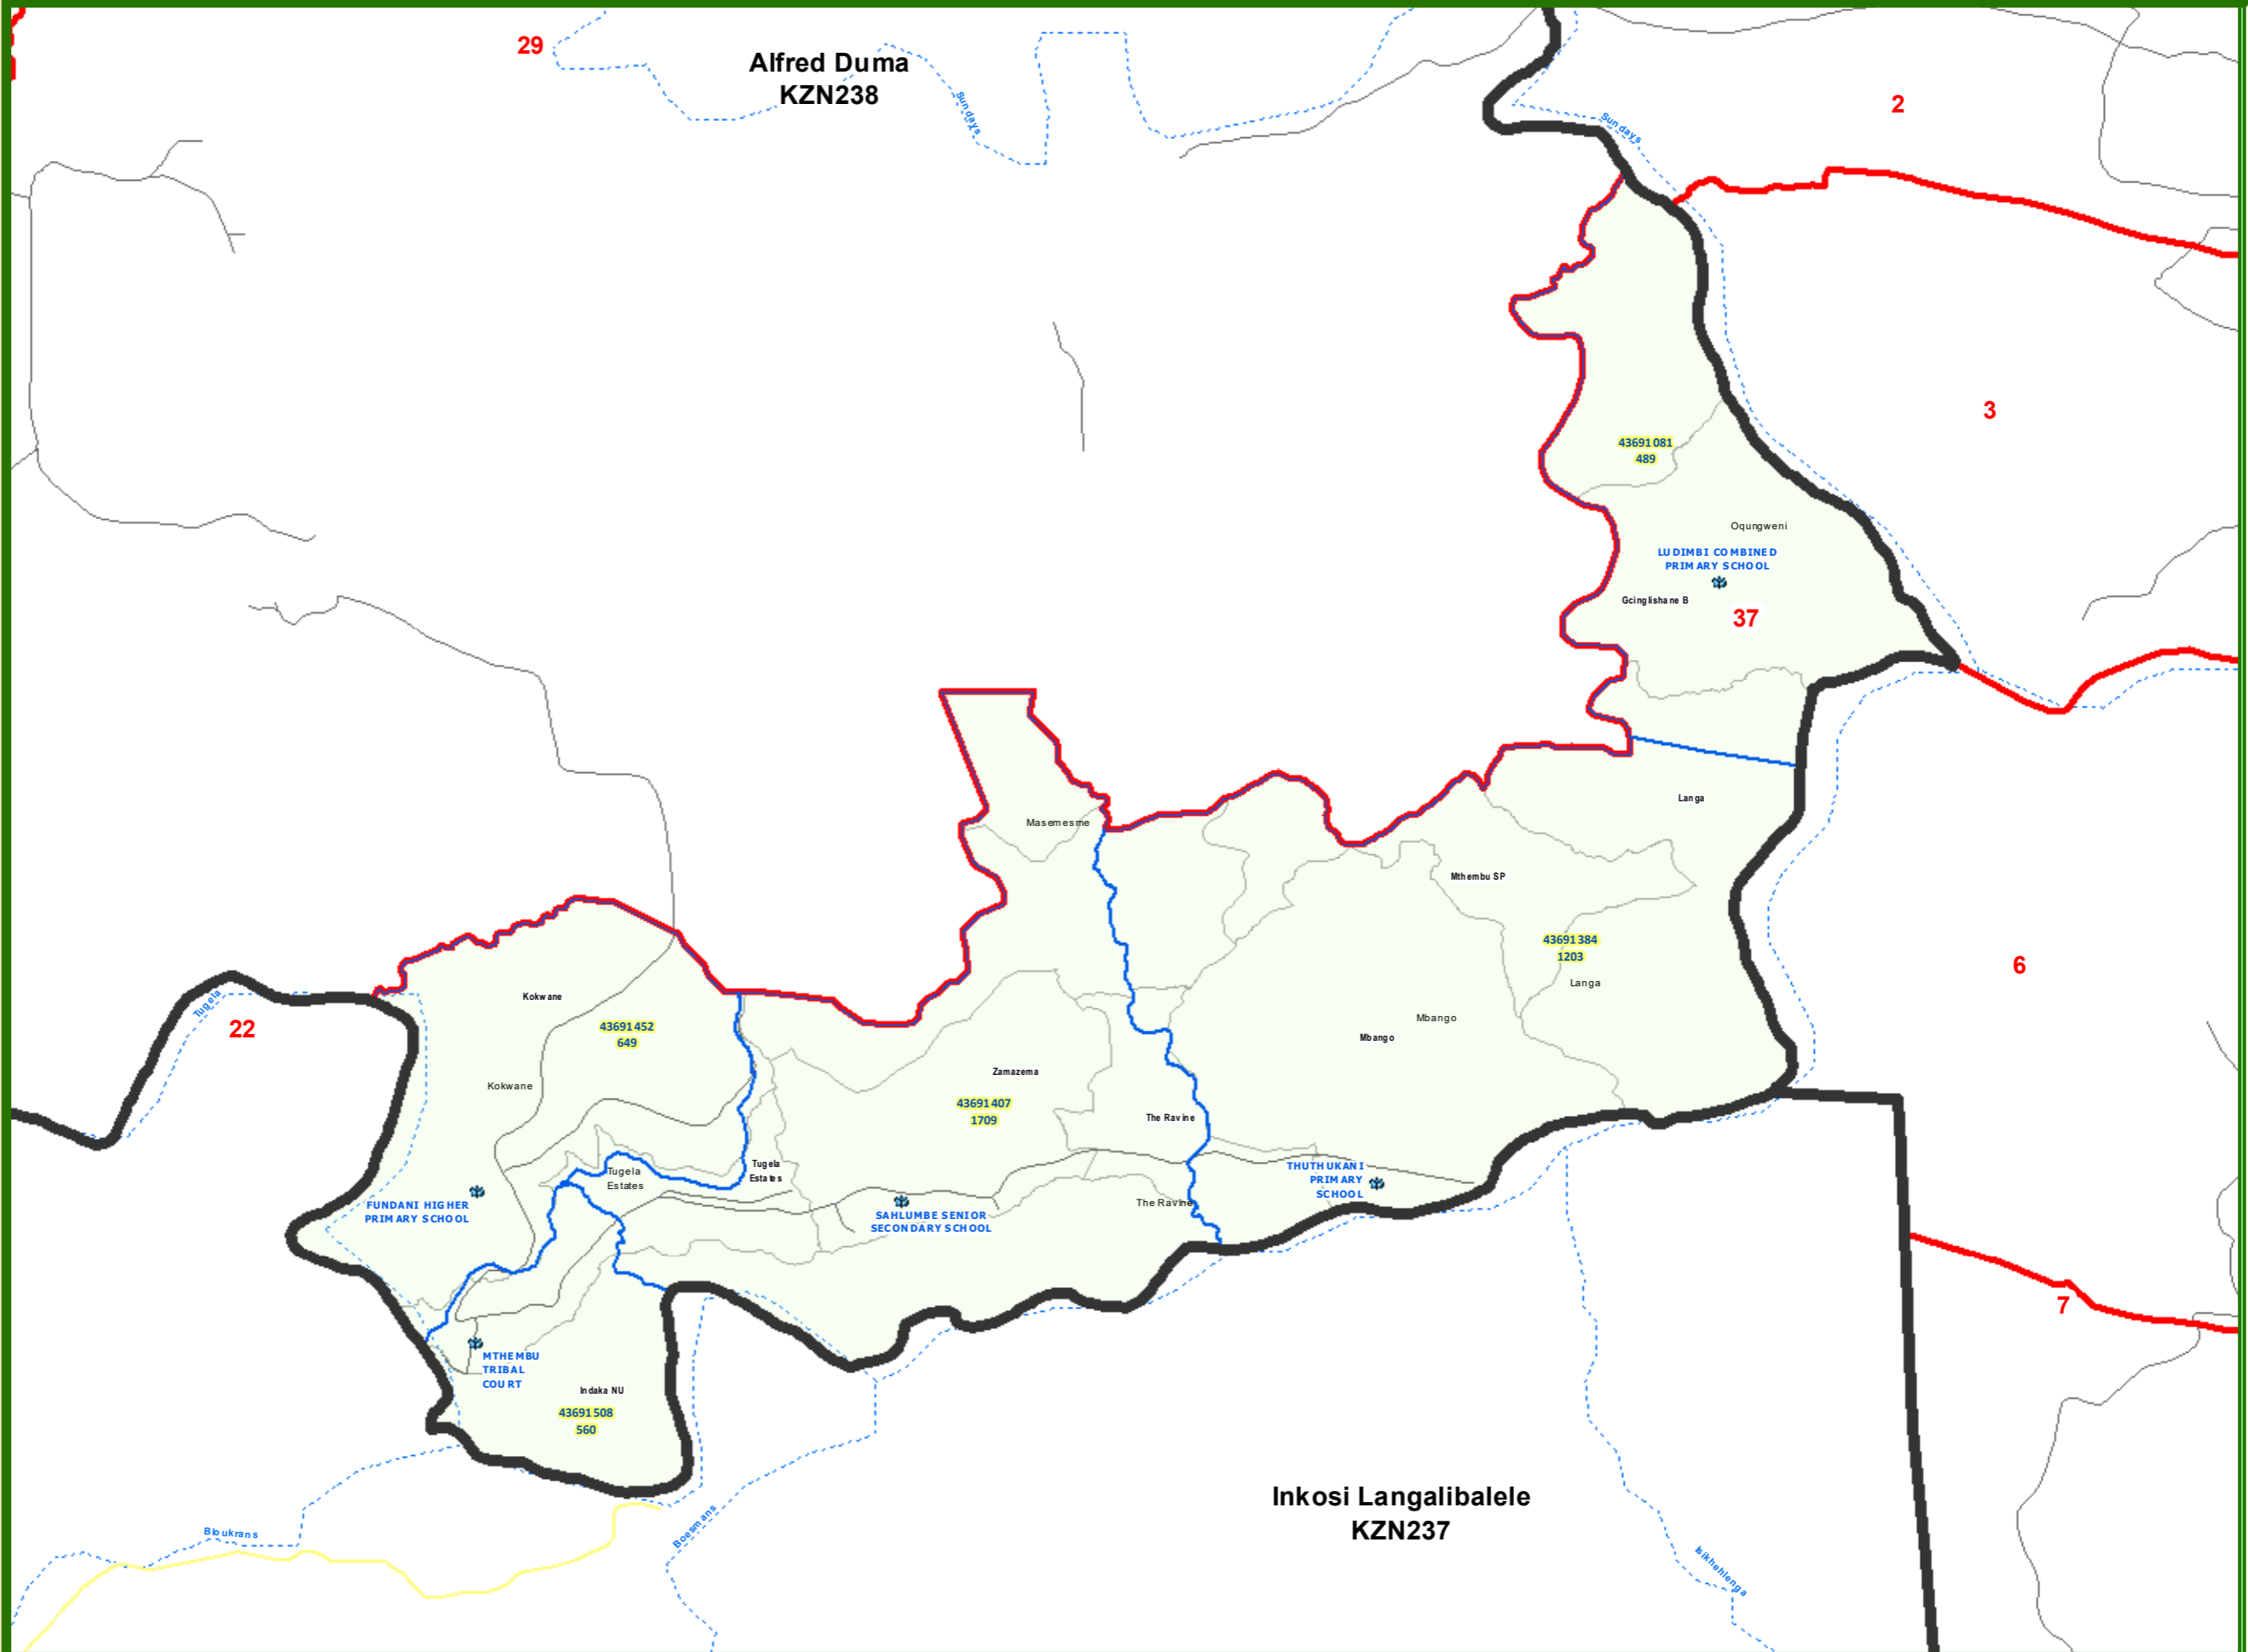 29
Alfred Duma
KZN238
Sundays
Sundays
2
3
43691081
489
Oqungweni
LUDIMBI COMBINED
PRIMARY SCHOOL
Gcinglishane B
37
Langa
Masemesme
Mthembu SP
43691384
1203
Langa
6
Kokwane
Tugela
22
43691452
649
Mbango
Mbango
Kokwane
Zamazema
43691407
1709
The Ravine
Tugela
Estates
Tugela
Estates
THUTHUKANI
PRIMARY
SCHOOL
FUNDANI HIGHER
PRIMARY SCHOOL
SAHLUMBE SENIOR
SECONDARY SCHOOL
The Ravine
7
MTHEMBU
TRIBAL
COURT
Indaka NU
43691508
560
Inkosi Langalibalele
KZN237
Bloukrans
Boesmans
Isikhehlenga